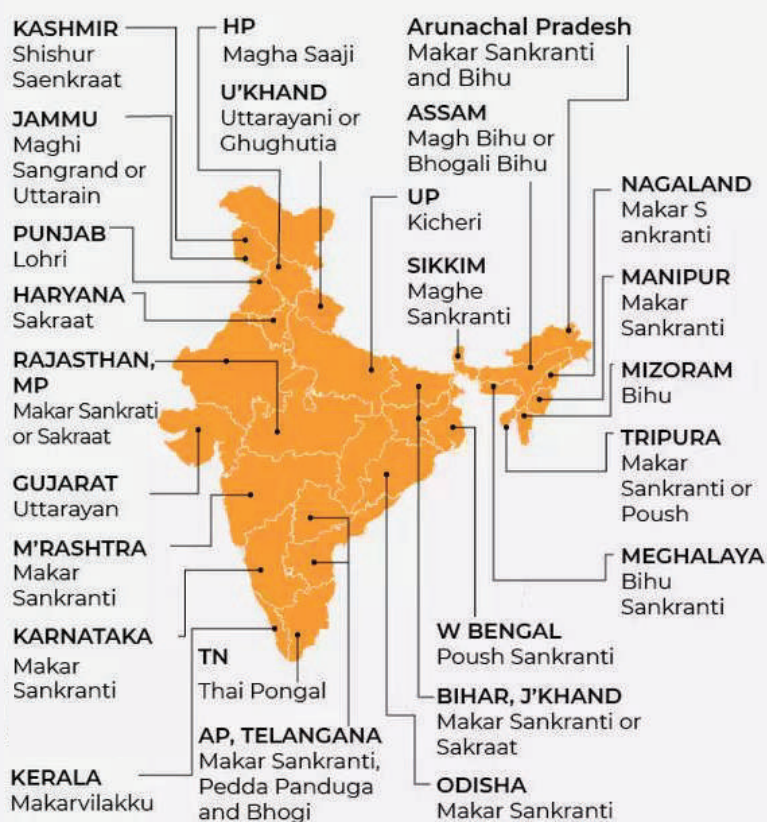 KASHMIR
Shishur
Saenkraat
JAMMU
Maghi
Sangrand or
Uttarain
PUNJAB
Lohri
HARYANA
Sakraat
RAJASTHAN,
MP
Makar Sankrati
or Sakraat
GUJARAT
Uttarayan
M'RASHTRA
Makar
Sankranti
KARNATAKA
Makar
Sankranti
KERALA
Makarvilakku
HP
Magha Saaji
U'KHAND
Uttarayani or
Ghughutia
TN
Thai Pongal
AP, TELANGANA
Makar Sankranti,
Pedda Panduga
and Bhogi
Arunachal Pradesh
Makar Sankranti
and Bihu
ASSAM
Magh Bihu or
Bhogali Bihu
UP
Kicheri
SIKKIM
Maghe
Sankranti
NAGALAND
Makar S
ankranti
MANIPUR
Makar
Sankranti
MIZORAM
Bihu
TRIPURA
Makar
Sankranti or
Poush
MEGHALAYA
Bihu
Sankranti
W BENGAL
Poush Sankranti
BIHAR, J'KHAND
Makar Sankranti or
Sakraat
ODISHA
Makar Sankranti